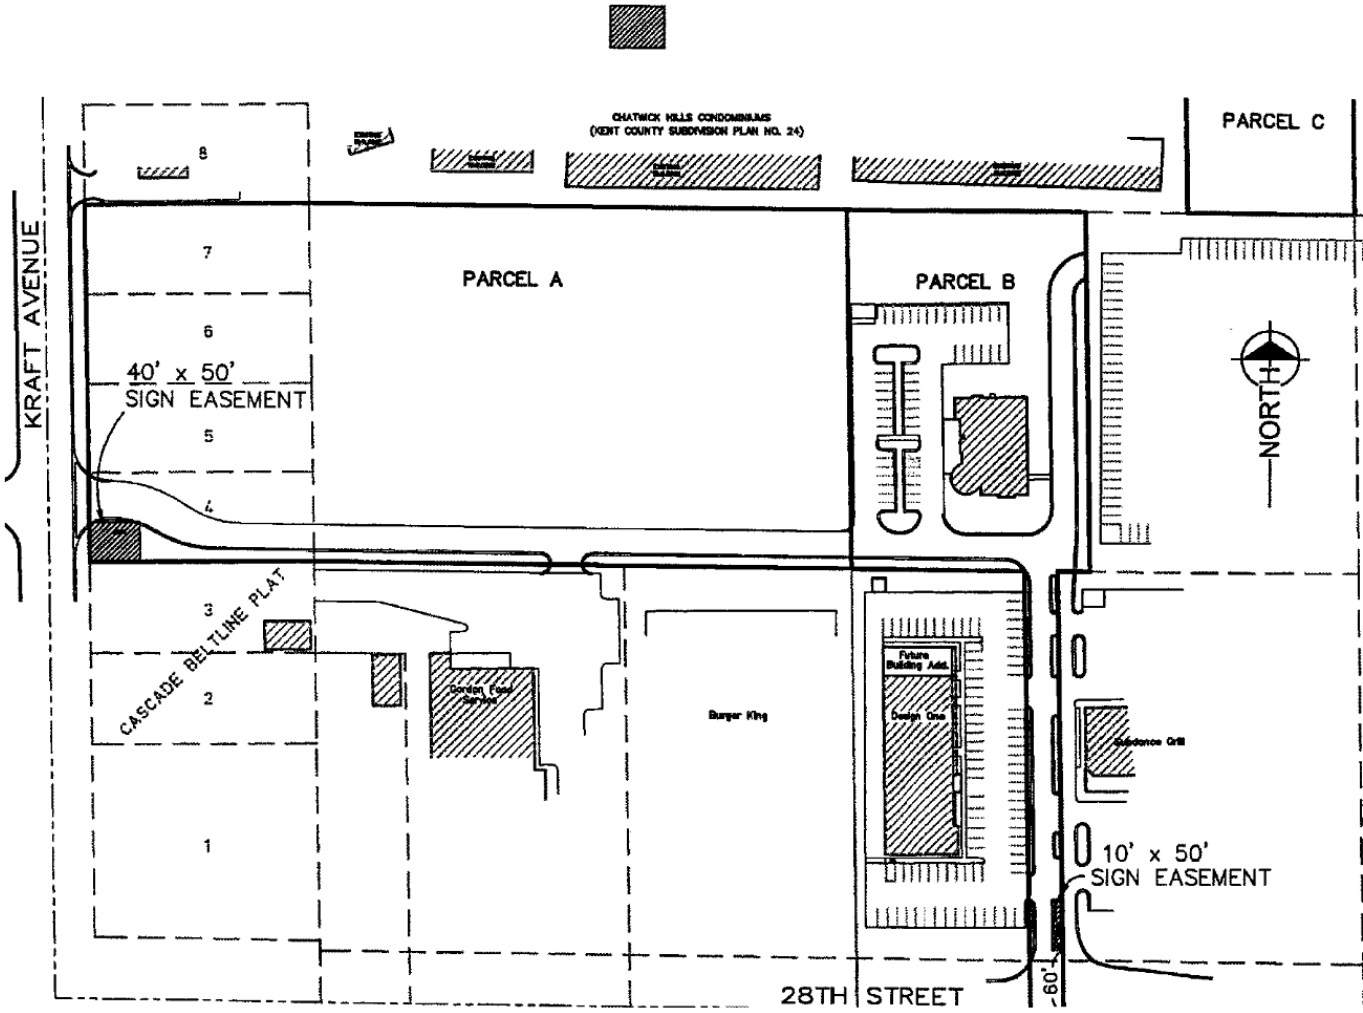 CHATWICK HILLS CONDOMINIUMS
(KENT COUNTY SUBDIVISION PLAN NO. 24)
PARCEL C
8
KRAFT AVENUE
7
PARCEL A
PARCEL B
6
40' x 50'
SIGN EASEMENT
NORTH
5
4
3
CASCADE BELTLINE PLAT
2
Gordon Food
Service
Burger King
Future
Building Add.
Design One
Sundance Grill
1
10' x 50'
SIGN EASEMENT
60'
28TH STREET